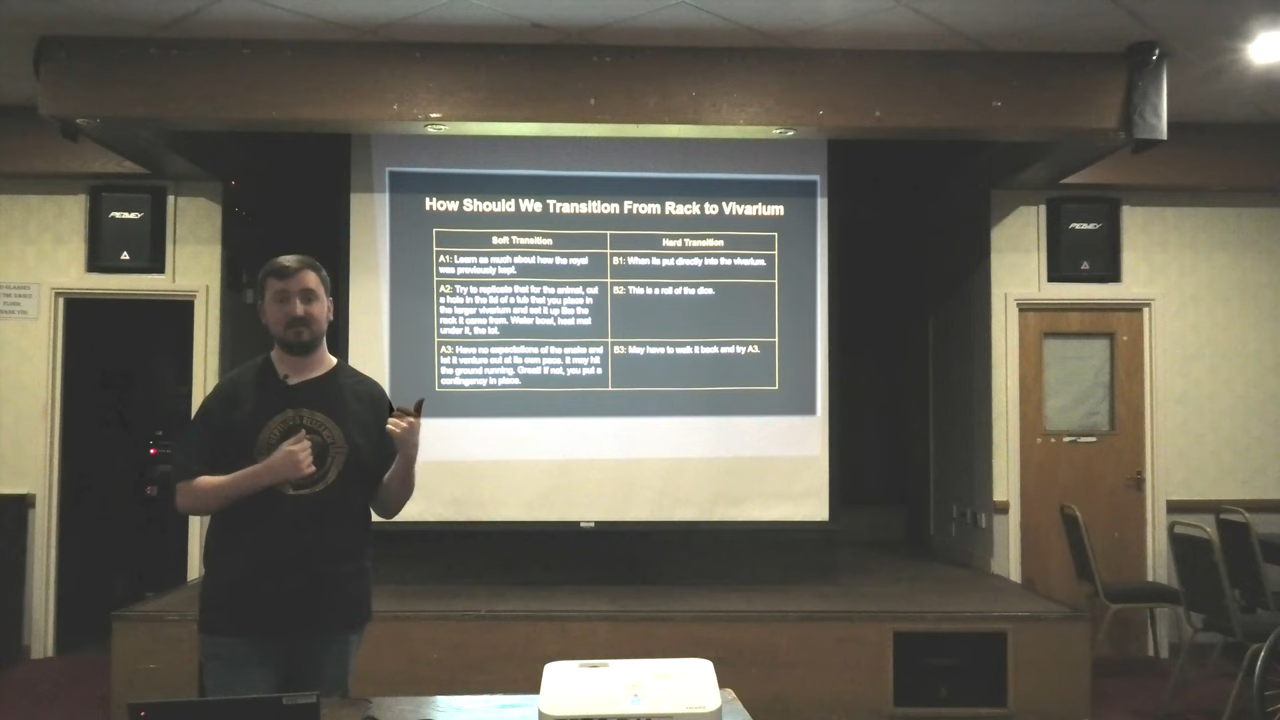 How Should We Transition From Rack to Vivarium
Soft Transition
Hard Transition
A1: Learn as much about how the royal
was previously kept.
B1: When its put directly into the vivarium.
A2: Try to replicate that for the animal, cut
a hole in the lid of a tub that you place in
the larger vivarium and set it up like the
rack it came from. Water bowl, heat mat
under it, the lot.
B2: This is a roll of the dice.
A3: Have no expectations of the snake and
let it venture out at its own pace. It may hit
the ground running. Great! If not, you put a
contingency in place.
B3: May have to walk it back and try A3.
PEAVEY
PEAVEY